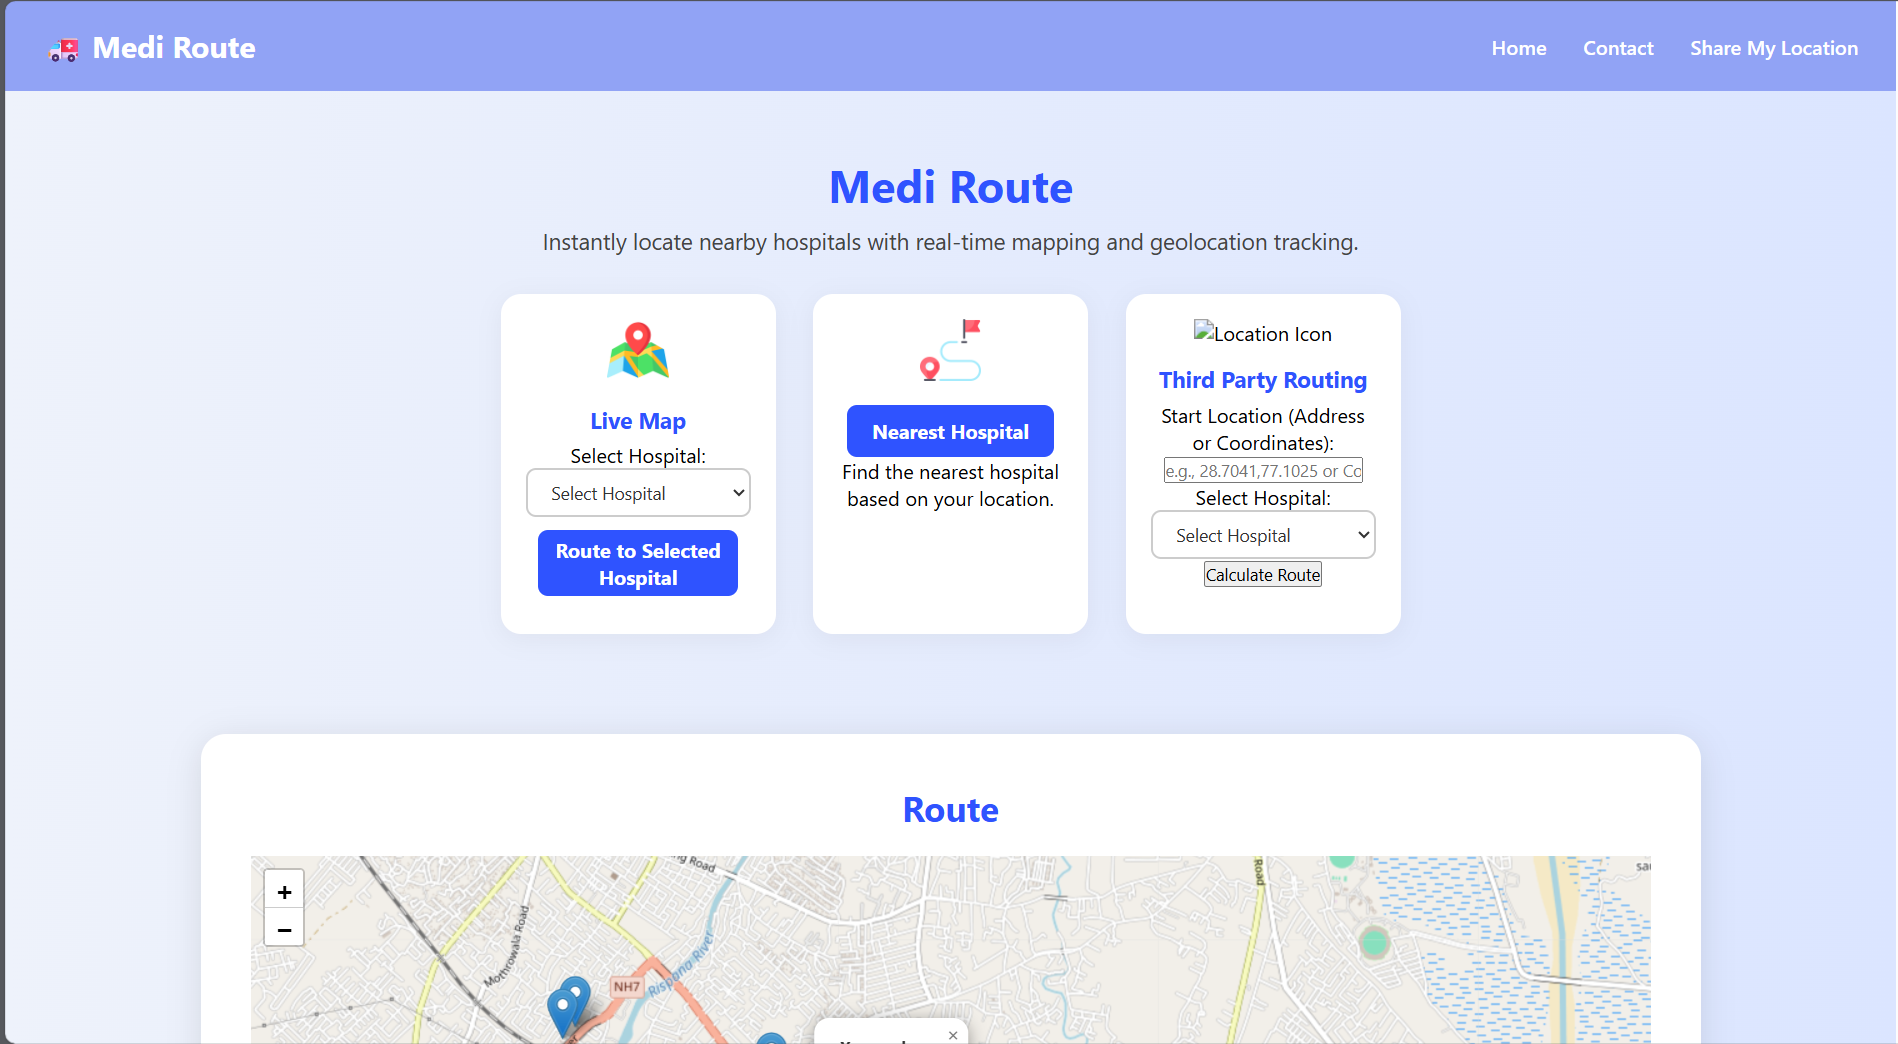 Medi Route
Home
Contact
Share My Location
Medi Route
Instantly locate nearby hospitals with real-time mapping and geolocation tracking.
Live Map
Select Hospital:
Select Hospital
Route to Selected
Hospital
Nearest Hospital
Find the nearest hospital
based on your location.
Location Icon
Third Party Routing
Start Location (Address
or Coordinates):
e.g., 28.7041,77.1025 or Co
Select Hospital:
Select Hospital
Calculate Route
Route
+
−
Road
Mothrowala Road
NH7
Rispana River
Road
×